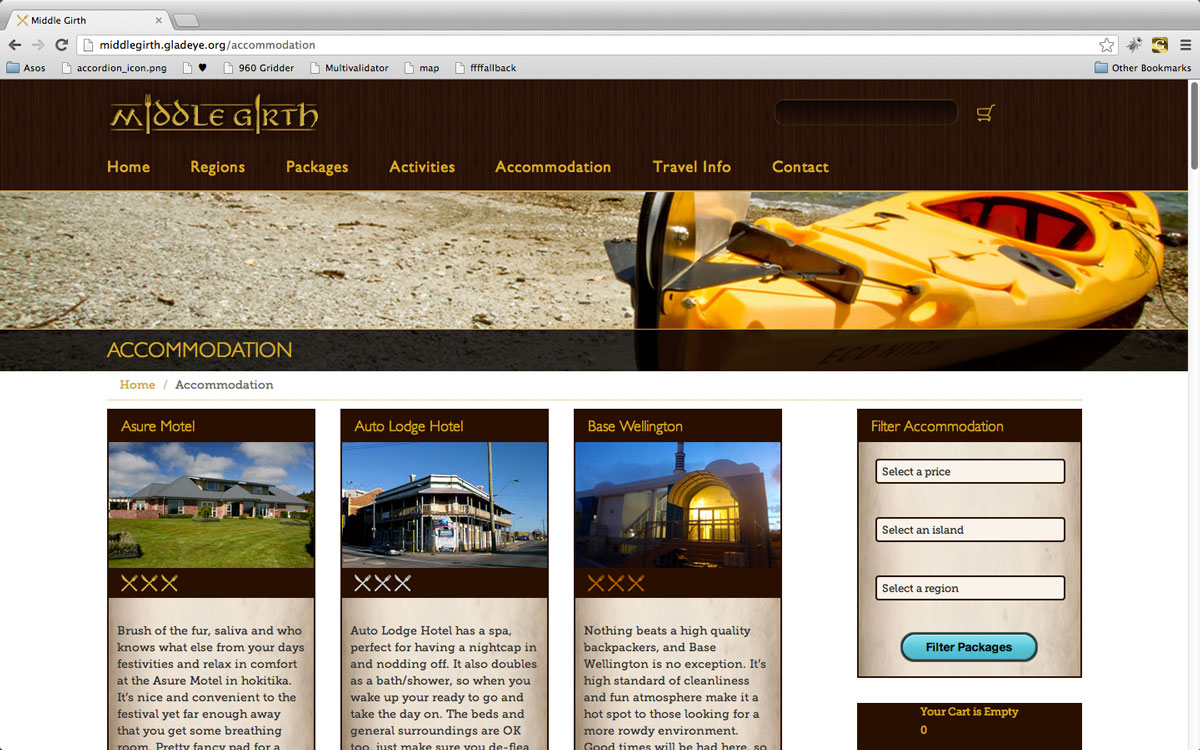 Middle Girth
middlegirth.gladeye.org/accommodation
Asos
accordion_icon.png
♥
960 Gridder
Multivalidator
map
ffffallback
Other Bookmarks
MIDDLE GIRTH
Home
Regions
Packages
Activities
Accommodation
Travel Info
Contact
ACCOMMODATION
Home / Accommodation
Asure Motel
Brush of the fur, saliva and who
knows what else from your days
festivities and relax in comfort
at the Asure Motel in hokitika.
It's nice and convenient to the
festival yet far enough away
that you get some breathing
room. Pretty fancy pad for a
Auto Lodge Hotel
Auto Lodge Hotel has a spa,
perfect for having a nightcap in
and nodding off. It also doubles
as a bath/shower, so when you
wake up your ready to go and
take the day on. The beds and
general surroundings are OK
too, just make sure you de-flea
Base Wellington
Nothing beats a high quality
backpackers, and Base
Wellington is no exception. It's
high standard of cleanliness
and fun atmosphere make it a
hot spot to those looking for a
more rowdy environment.
Good times will be had here, so
Filter Accommodation
Select a price
Select an island
Select a region
Filter Packages
Your Cart is Empty
0